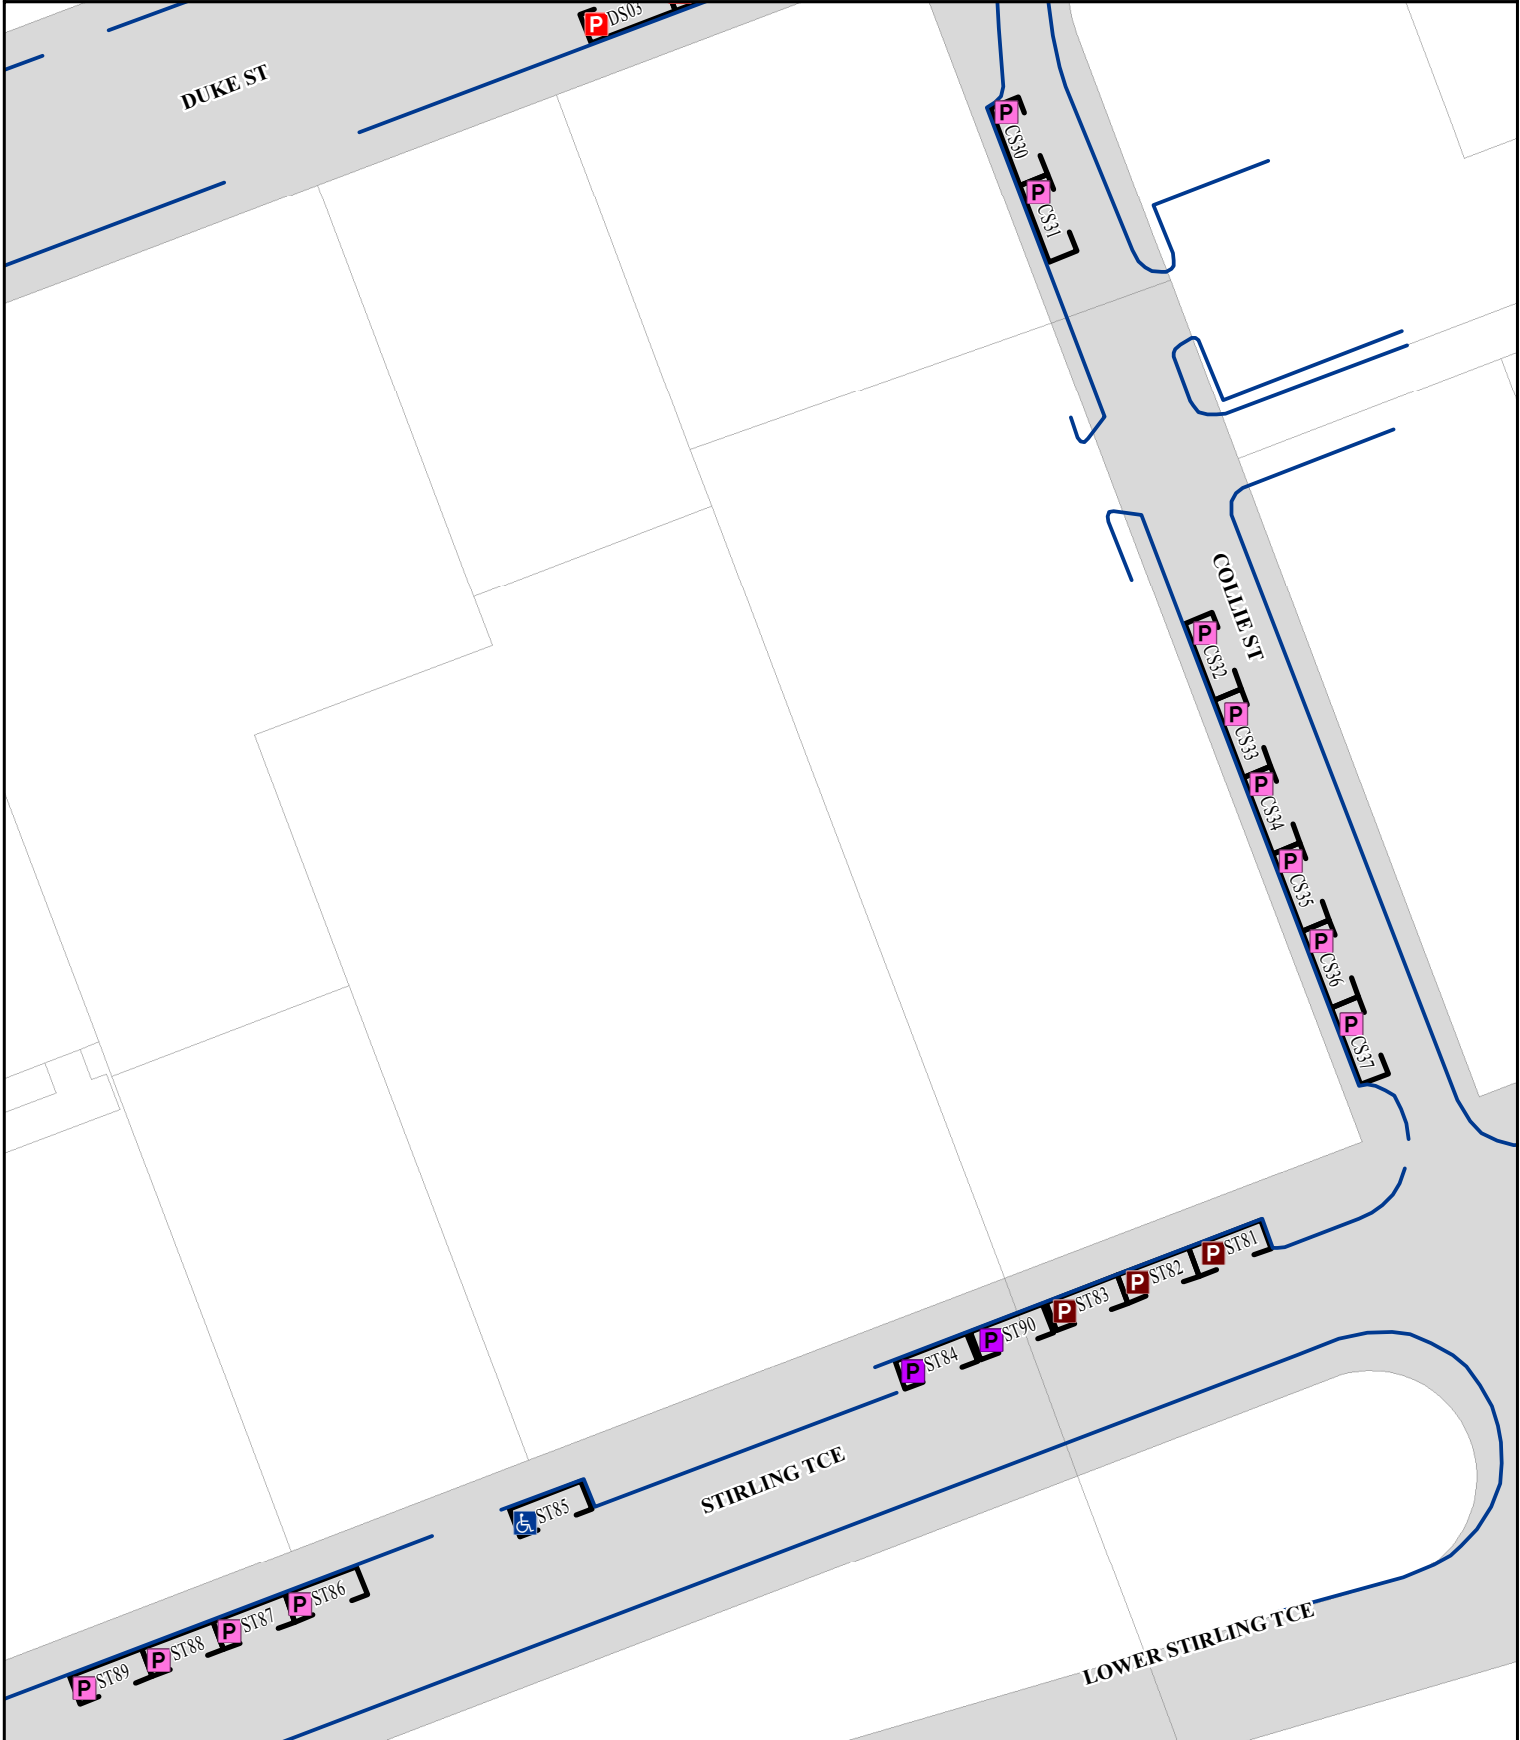 P DS03
DUKE ST
P CS30
P CS31
COLLIE ST
P CS32
P CS33
P CS34
P CS35
P CS36
P CS37
P ST81
P ST82
P ST83
P ST90
P ST84
STIRLING TCE
ST85
P ST86
P ST87
P ST88
P ST89
LOWER STIRLING TCE